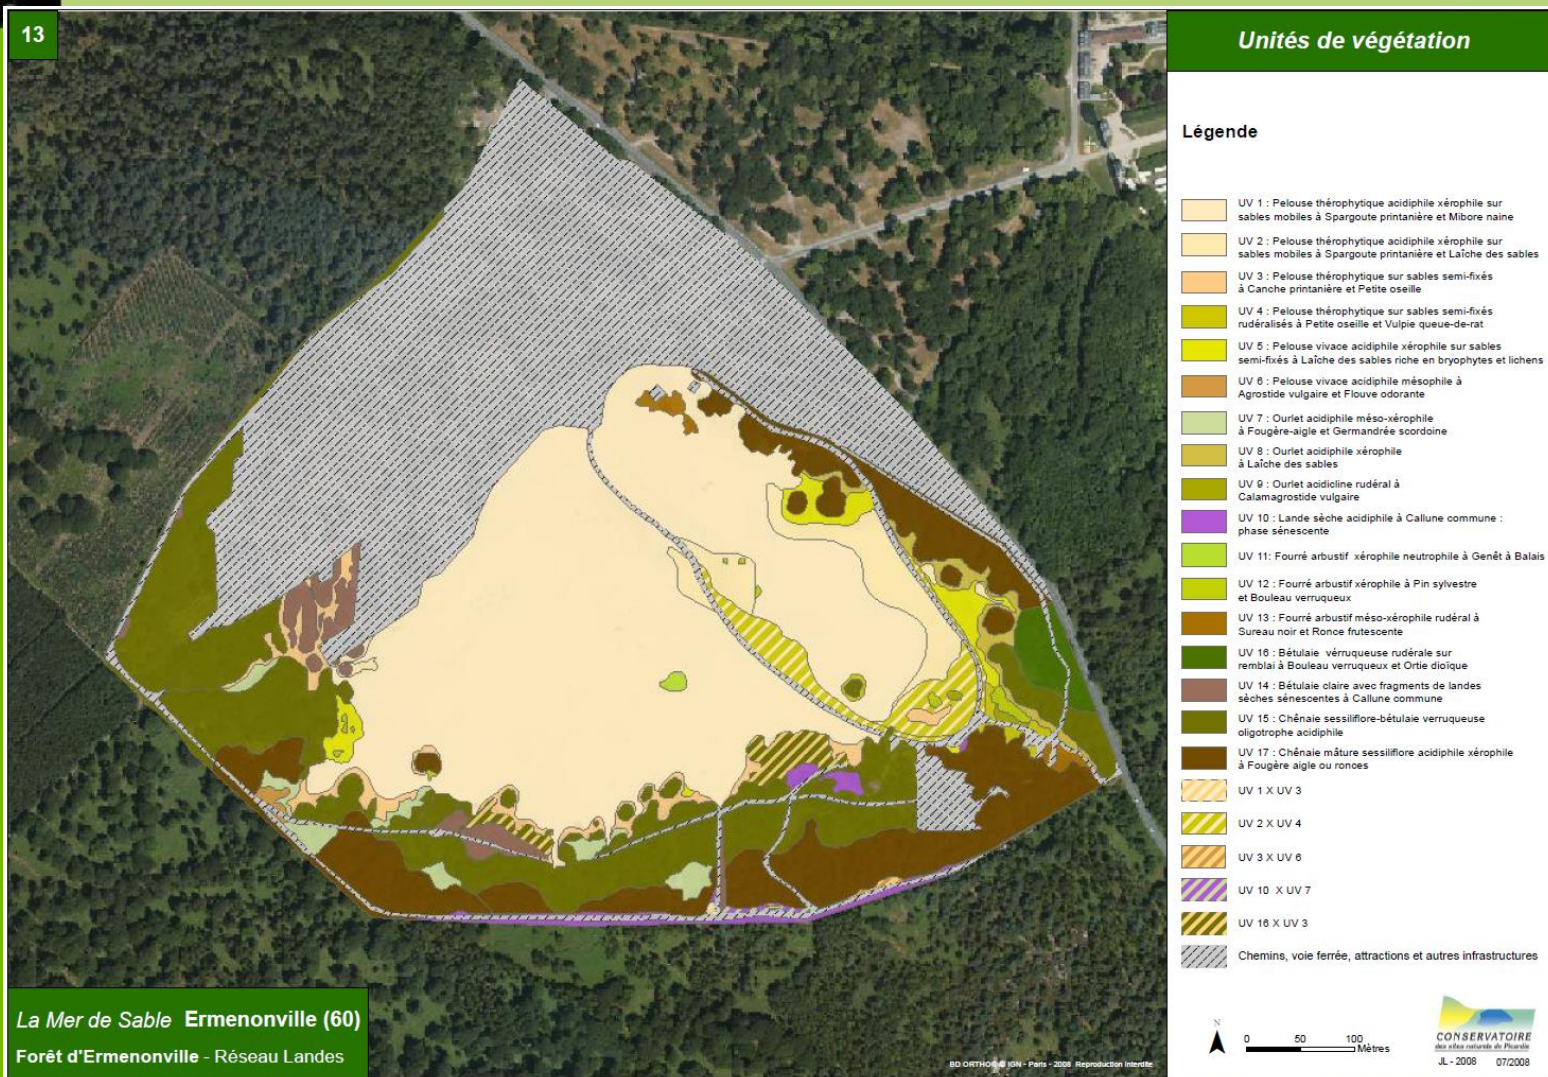 13
Unités de végétation
Légende
UV 1 : Pelouse thérophytique acidiphile xérophile sur
sables mobiles à Spargoute printanière et Mibore naine
UV 2 : Pelouse thérophytique acidiphile xérophile sur
sables mobiles à Spargoute printanière et Laîche des sables
UV 3 : Pelouse thérophytique sur sables semi-fixés
à Canche printanière et Petite oseille
UV 4 : Pelouse thérophytique sur sables semi-fixés
rudéralisés à Petite oseille et Vulpie queue-de-rat
UV 5 : Pelouse vivace acidiphile xérophile sur sables
semi-fixés à Laîche des sables riche en bryophytes et lichens
UV 6 : Pelouse vivace acidiphile mésophile à
Agrostide vulgaire et Flouve odorante
UV 7 : Ourlet acidiphile méso-xérophile
à Fougère-aigle et Germandrée scordoine
UV 8 : Ourlet acidiphile xérophile
à Laîche des sables
UV 9 : Ourlet acidicline rudéral à
Calamagrostide vulgaire
UV 10 : Lande sèche acidiphile à Callune commune :
phase sénescente
UV 11: Fourré arbustif xérophile neutrophile à Genêt à Balais
UV 12 : Fourré arbustif xérophile à Pin sylvestre
et Bouleau verruqueux
UV 13 : Fourré arbustif méso-xérophile rudéral à
Sureau noir et Ronce frutescente
UV 16 : Bétulaie vérruqueuse rudérale sur
remblai à Bouleau verruqueux et Ortie dioïque
UV 14 : Bétulaie claire avec fragments de landes
sèches sénescentes à Callune commune
UV 15 : Chênaie sessiliflore-bétulaie verruqueuse
oligotrophe acidiphile
UV 17 : Chênaie mâture sessiliflore acidiphile xérophile
à Fougère aigle ou ronces
UV 1 X UV 3
UV 2 X UV 4
UV 3 X UV 6
UV 10 X UV 7
UV 16 X UV 3
Chemins, voie ferrée, attractions et autres infrastructures
La Mer de Sable Ermenonville (60)
Forêt d'Ermenonville - Réseau Landes
BD ORTHO® © IGN - Paris - 2008 Reproduction Interdite
N
0 50 100
Mètres
CONSERVATOIRE
des sites naturels de Picardie
JL - 2008 07/2008